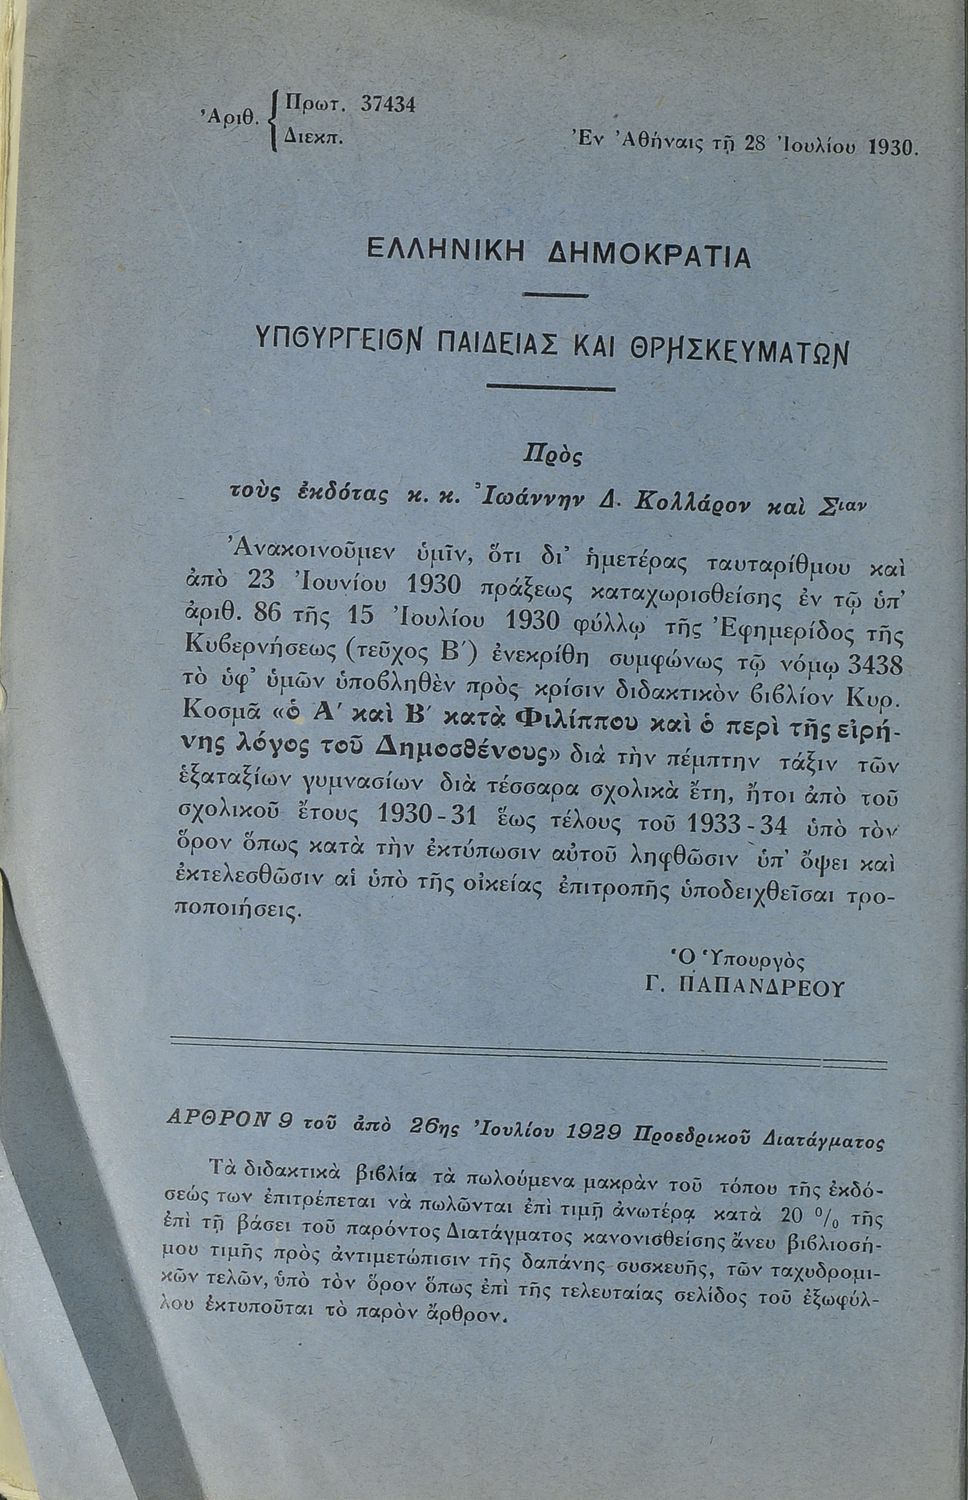 Ἀριθ. { Πρωτ. 37434
Διεκπ.
Ἐν Ἀθήναις τῇ 28 Ἰουλίου 1930.
ΕΛΛΗΝΙΚΗ ΔΗΜΟΚΡΑΤΙΑ
ΥΠΟΥΡΓΕΙΟΝ ΠΑΙΔΕΙΑΣ ΚΑΙ ΘΡΗΣΚΕΥΜΑΤΩΝ
Πρὸς
τοὺς ἐκδότας κ. κ. Ἰωάννην Δ. Κολλάρον καὶ Σιαν
Ἀνακοινοῦμεν ὑμῖν, ὅτι δι' ἡμετέρας ταυταρίθμου καὶ
ἀπὸ 23 Ἰουνίου 1930 πράξεως καταχωρισθείσης ἐν τῷ ὑπ'
ἀριθ. 86 τῆς 15 Ἰουλίου 1930 φύλλῳ τῆς Ἐφημερίδος τῆς
Κυβερνήσεως (τεῦχος Β΄) ἐνεκρίθη συμφώνως τῷ νόμῳ 3438
τὸ ὑφ' ὑμῶν ὑποβληθὲν πρὸς κρίσιν διδακτικὸν βιβλίον Κυρ.
Κοσμᾶ «ὁ Α΄ καὶ Β΄ κατὰ Φιλίππου καὶ ὁ περὶ τῆς εἰρή-
νης λόγος τοῦ Δημοσθένους» διὰ τὴν πέμπτην τάξιν τῶν
ἑξαταξίων γυμνασίων διὰ τέσσαρα σχολικὰ ἔτη, ἤτοι ἀπὸ τοῦ
σχολικοῦ ἔτους 1930-31 ἕως τέλους τοῦ 1933-34 ὑπὸ τὸν
ὅρον ὅπως κατὰ τὴν ἐκτύπωσιν αὐτοῦ ληφθῶσιν ὑπ' ὄψει καὶ
ἐκτελεσθῶσιν αἱ ὑπὸ τῆς οἰκείας ἐπιτροπῆς ὑποδειχθεῖσαι τρο-
ποποιήσεις.
Ὁ Ὑπουργὸς
Γ. ΠΑΠΑΝΔΡΕΟΥ
ΑΡΘΡΟΝ 9 τοῦ ἀπὸ 26ης Ἰουλίου 1929 Προεδρικοῦ Διατάγματος
Τὰ διδακτικὰ βιβλία τὰ πωλούμενα μακρὰν τοῦ τόπου τῆς ἐκδό-
σεώς των ἐπιτρέπεται νὰ πωλῶνται ἐπὶ τιμῇ ἀνωτέρᾳ κατὰ 20 % τῆς
ἐπὶ τῇ βάσει τοῦ παρόντος Διατάγματος κανονισθείσης ἄνευ βιβλιοσή-
μου τιμῆς πρὸς ἀντιμετώπισιν τῆς δαπάνης συσκευῆς, τῶν ταχυδρομι-
κῶν τελῶν, ὑπὸ τὸν ὅρον ὅπως ἐπὶ τῆς τελευταίας σελίδος τοῦ ἐξωφύλ-
λου ἐκτυποῦται τὸ παρὸν ἄρθρον.